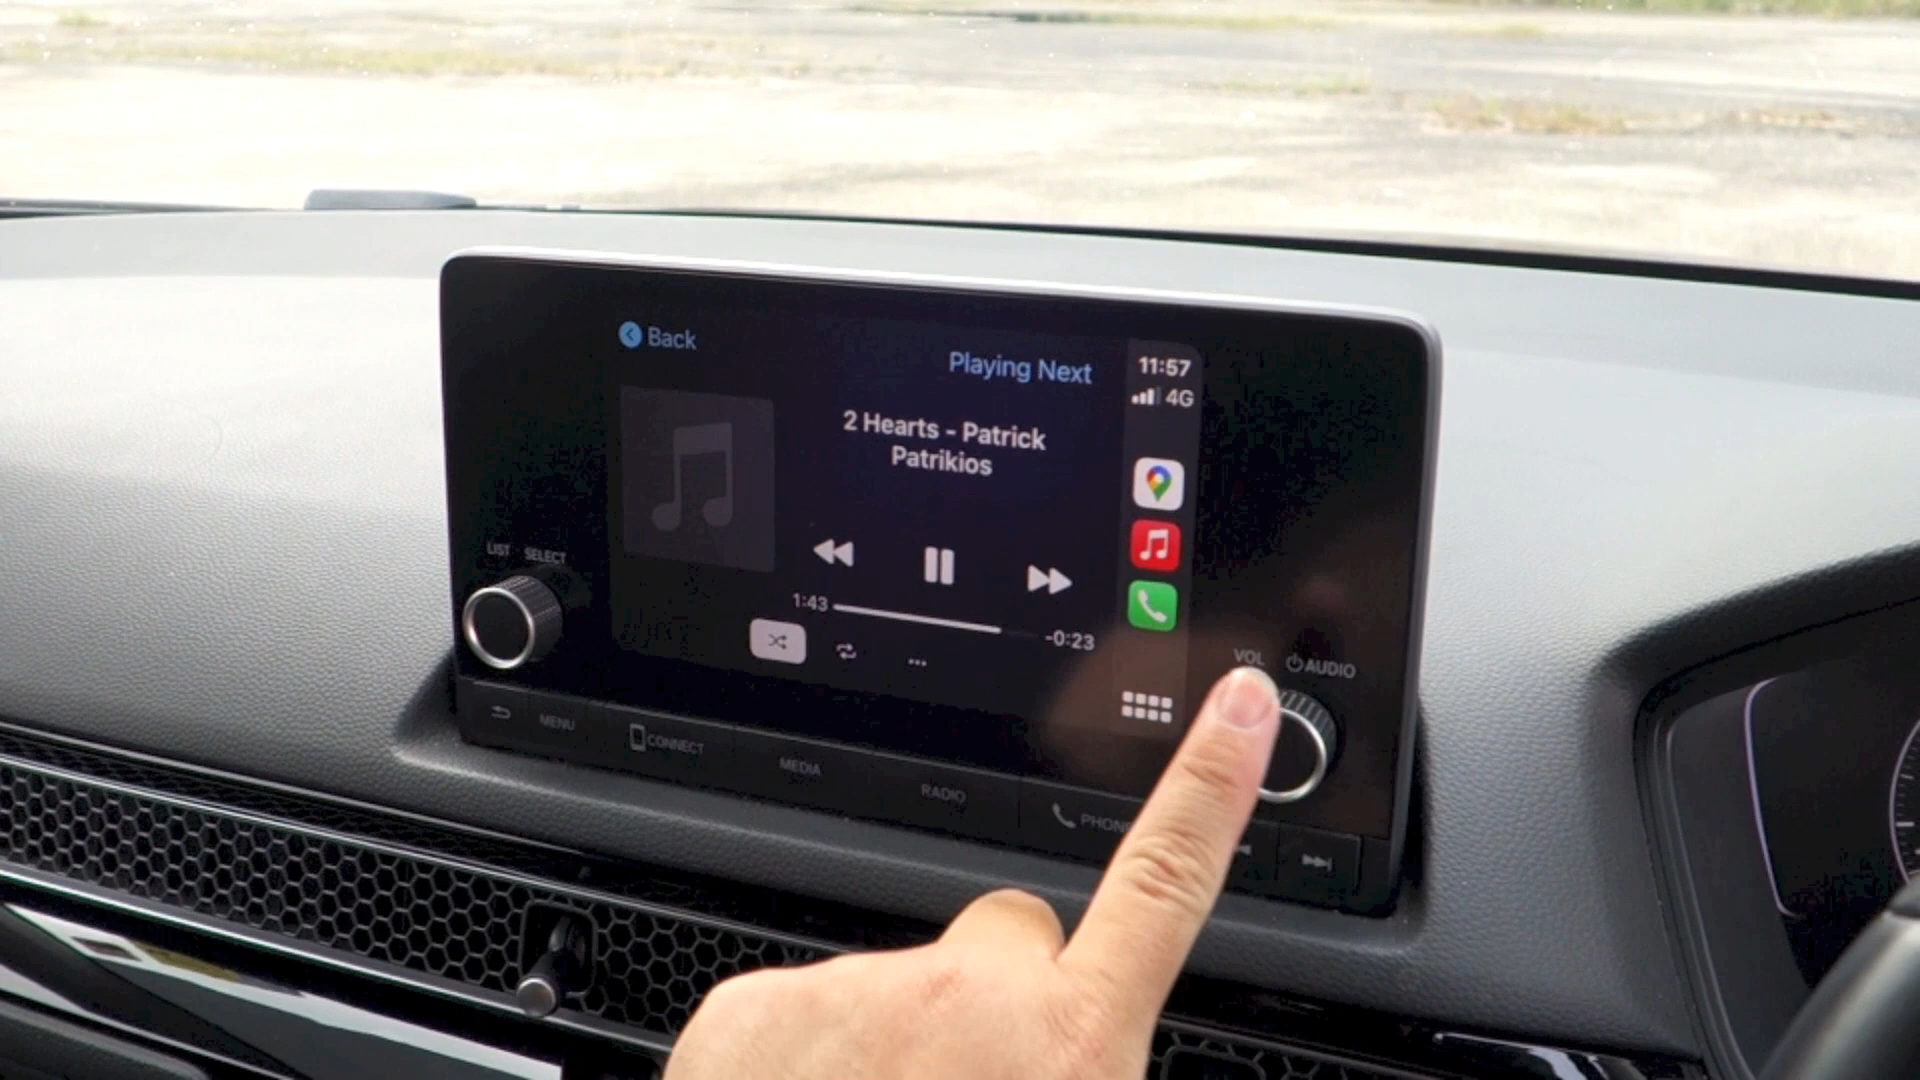 Back
Playing Next
11:57
4G
2 Hearts - Patrick
Patrikios
LIST SELECT
1:43
-0:23
VOL AUDIO
MENU
CONNECT
MEDIA
RADIO
PHONE